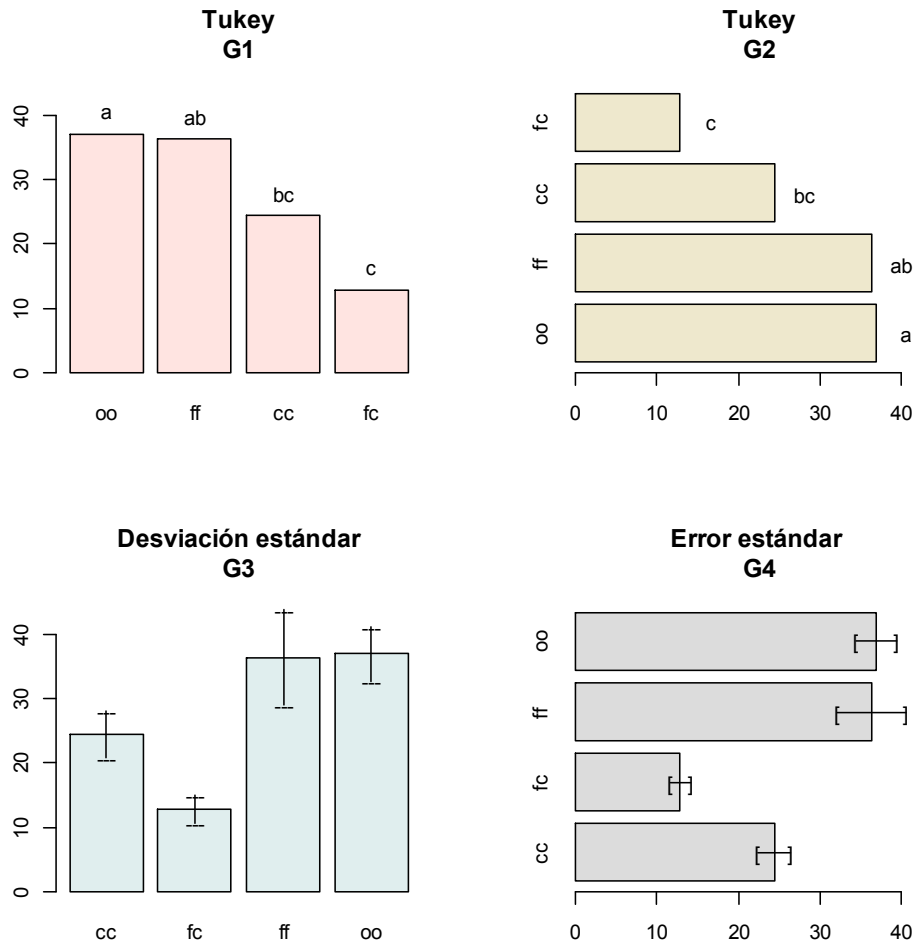 Tukey
G1
40
30
20
10
0
a
ab
bc
c
oo ff cc fc
Tukey
G2
fc
cc
ff
oo
c
bc
ab
a
0 10 20 30 40
Desviación estándar
G3
40
30
20
10
0
cc fc ff oo
Error estándar
G4
oo
ff
fc
cc
0 10 20 30 40